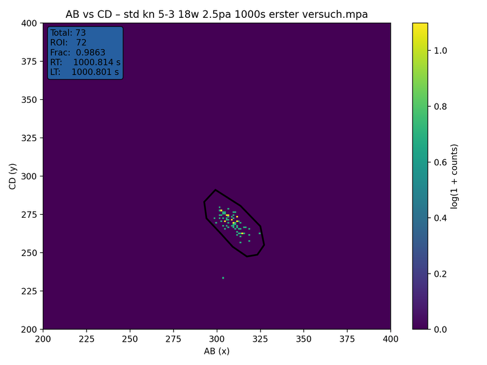 AB vs CD – std kn 5-3 18w 2.5pa 1000s erster versuch.mpa
Total: 73
ROI: 72
Frac: 0.9863
RT: 1000.814 s
LT: 1000.801 s
400
375
350
325
300
275
250
225
200
CD (y)
200
225
250
275
300
325
350
375
400
AB (x)
1.0
0.8
0.6
0.4
0.2
0.0
log(1 + counts)